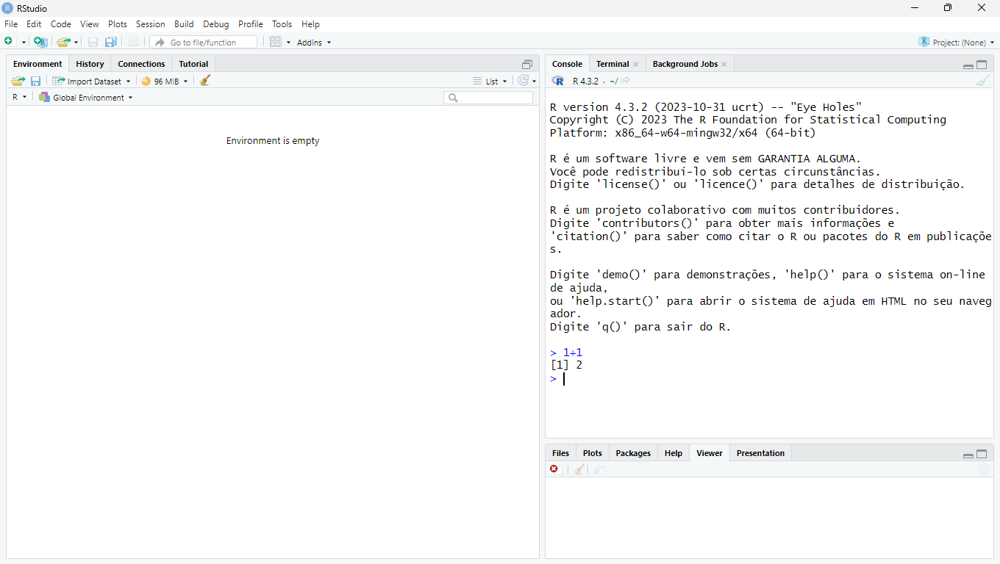 RStudio
File Edit Code View Plots Session Build Debug Profile Tools Help
Go to file/function Addins Project: (None)
Environment History Connections Tutorial
Import Dataset 96 MiB List
R Global Environment
Environment is empty
Console Terminal Background Jobs
R 4.3.2 · ~/
R version 4.3.2 (2023-10-31 ucrt) -- "Eye Holes"
Copyright (C) 2023 The R Foundation for Statistical Computing
Platform: x86_64-w64-mingw32/x64 (64-bit)
R é um software livre e vem sem GARANTIA ALGUMA.
Você pode redistribuí-lo sob certas circunstâncias.
Digite 'license()' ou 'licence()' para detalhes de distribuição.
R é um projeto colaborativo com muitos contribuidores.
Digite 'contributors()' para obter mais informações e
'citation()' para saber como citar o R ou pacotes do R em publicaçõe
s.
Digite 'demo()' para demonstrações, 'help()' para o sistema on-line
de ajuda,
ou 'help.start()' para abrir o sistema de ajuda em HTML no seu naveg
ador.
Digite 'q()' para sair do R.
> 1+1
[1] 2
>
Files Plots Packages Help Viewer Presentation